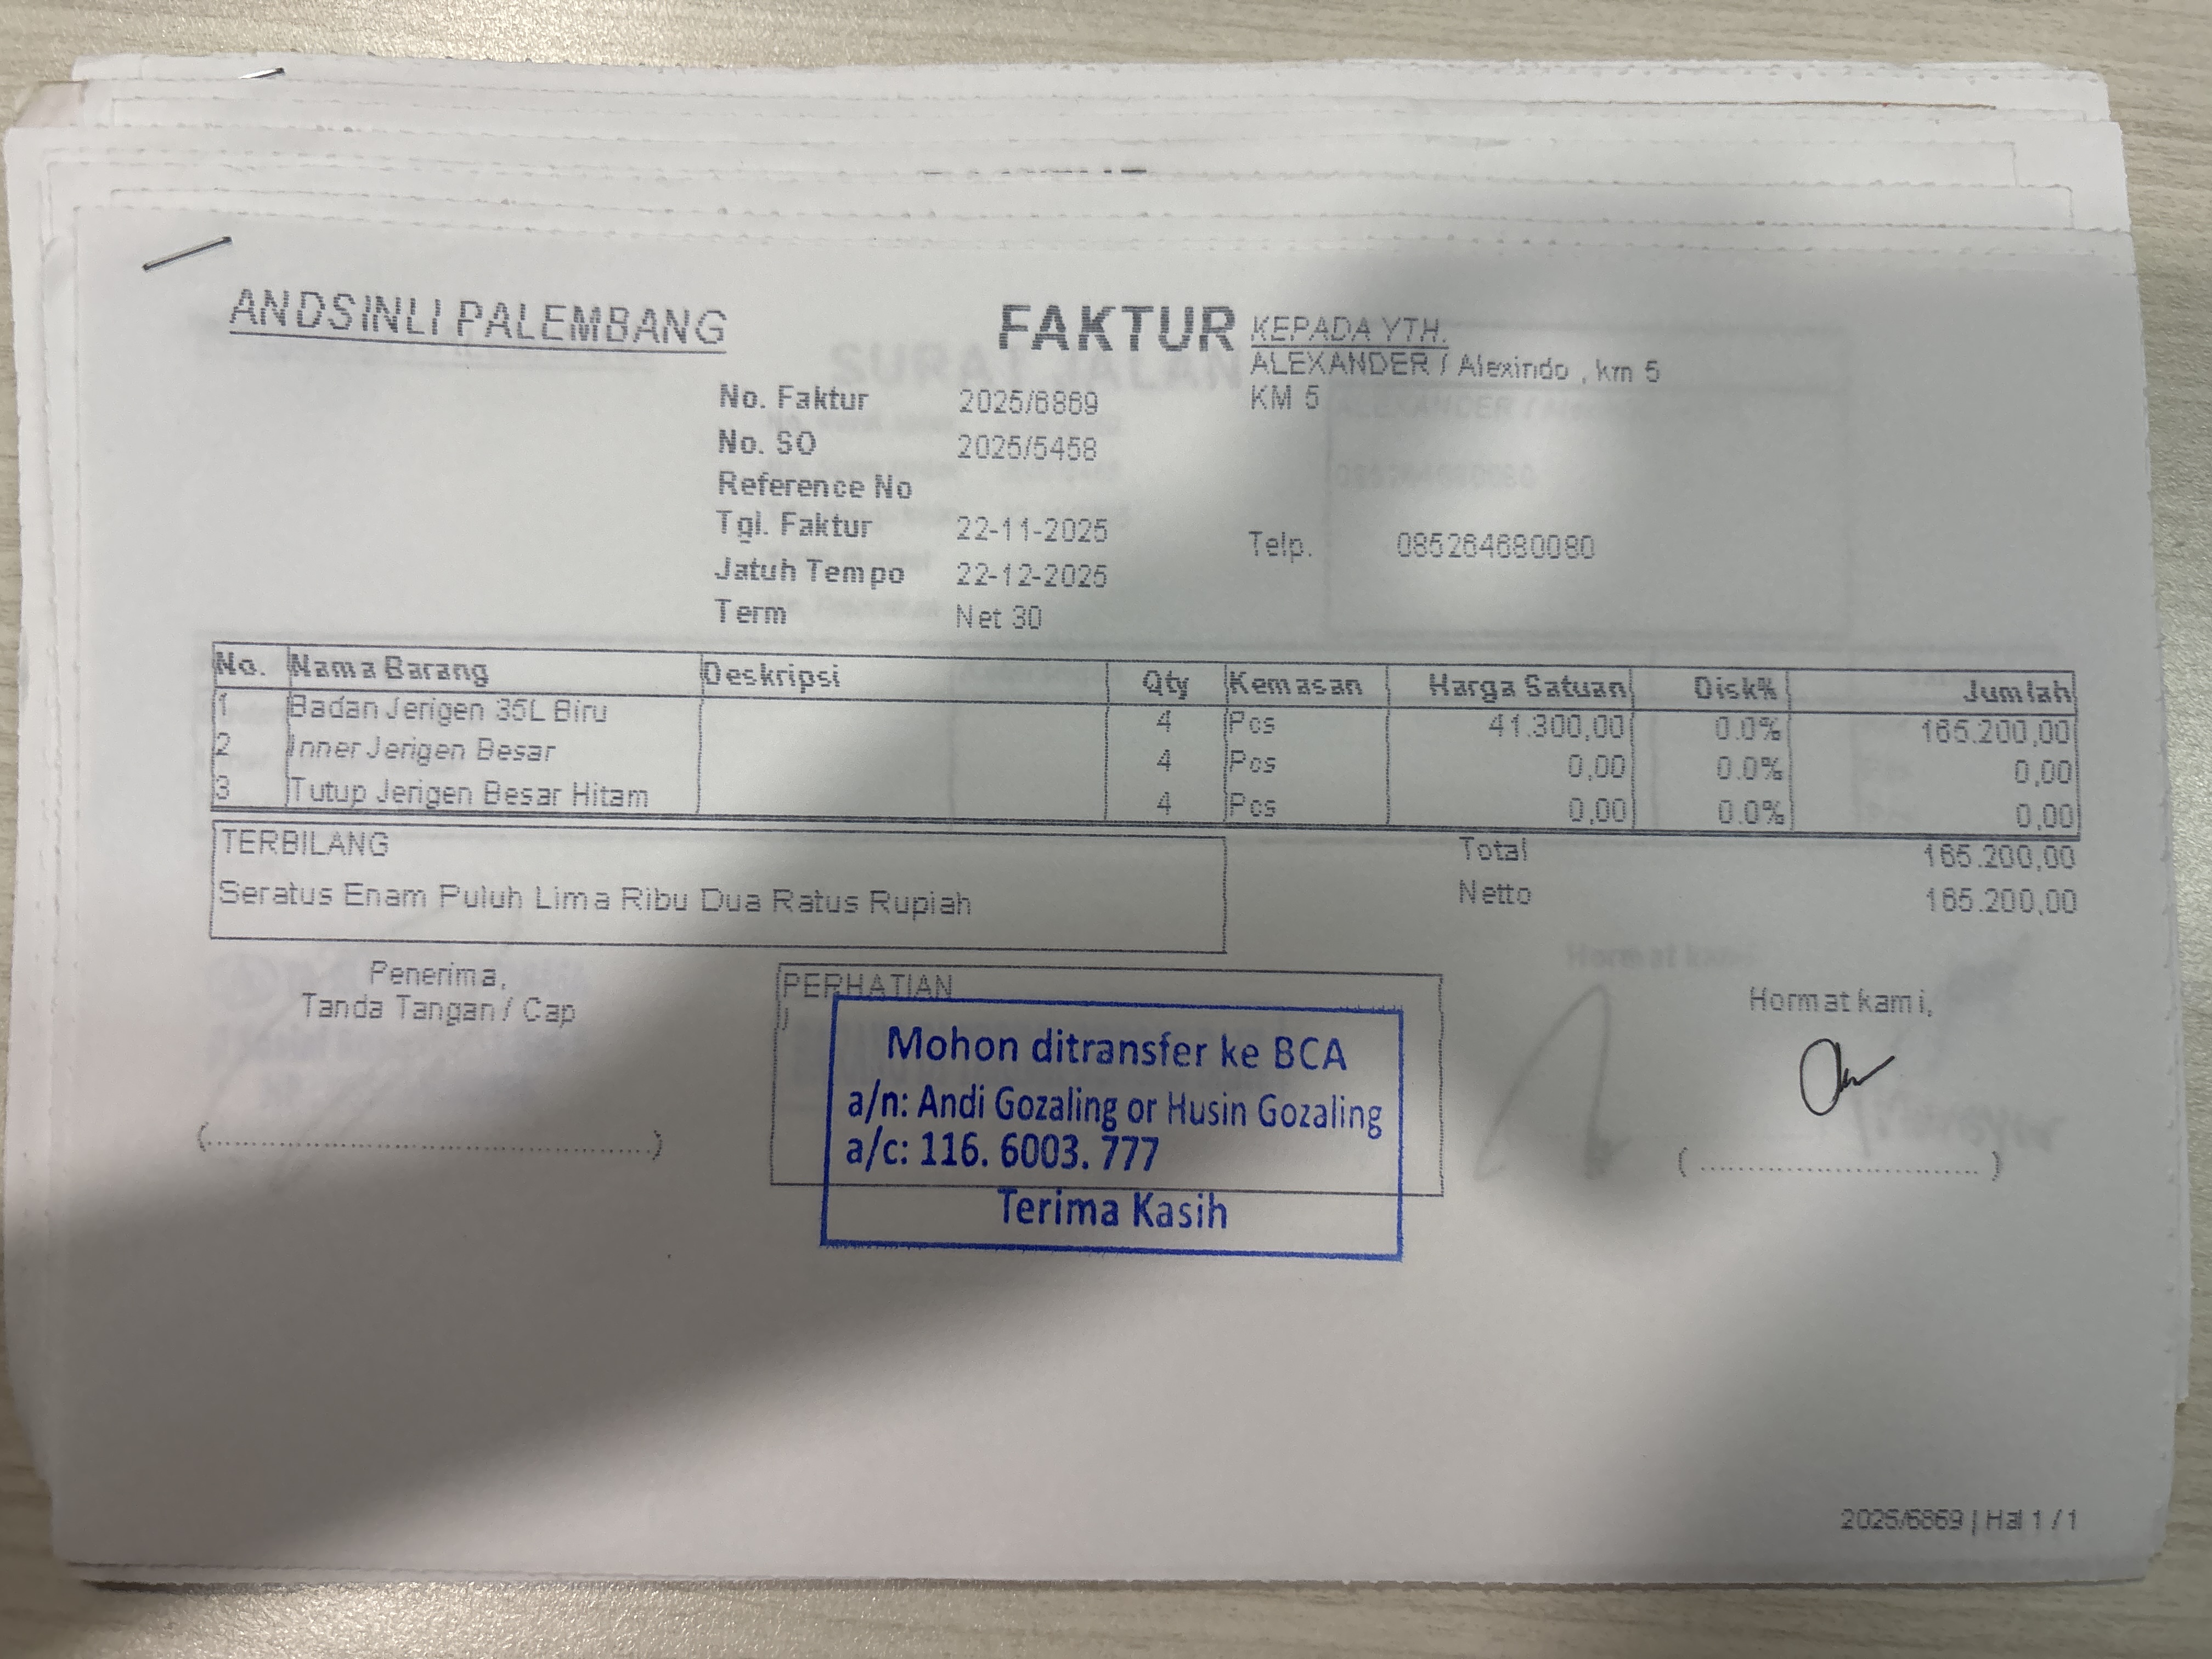 ANDSINLI PALEMBANG
FAKTUR
KEPADA YTH.
ALEXANDER / Alexindo , km 5
KM 5
No. Faktur 2025/6869
No. SO 2025/5458
Reference No
Tgl. Faktur 22-11-2025
Jatuh Tempo 22-12-2025
Term Net 30
Telp. 085264680080
No. Nama Barang Deskripsi Qty Kemasan Harga Satuan Disk% Jumlah
1 Badan Jerigen 35L Biru 4 Pcs 41.300,00 0.0% 165.200,00
2 Inner Jerigen Besar 4 Pcs 0,00 0.0% 0,00
3 Tutup Jerigen Besar Hitam 4 Pcs 0,00 0.0% 0,00
TERBILANG
Seratus Enam Puluh Lima Ribu Dua Ratus Rupiah
Total 165.200,00
Netto 165.200,00
Penerima,
Tanda Tangan / Cap
(........................................)
PERHATIAN
)
Mohon ditransfer ke BCA
a/n: Andi Gozaling or Husin Gozaling
a/c: 116. 6003. 777
Terima Kasih
Hormat kami,
( .............................. )
2025/6869 | Hal 1 / 1
SURAT JALAN
ALEXANDER /
Hormat kami